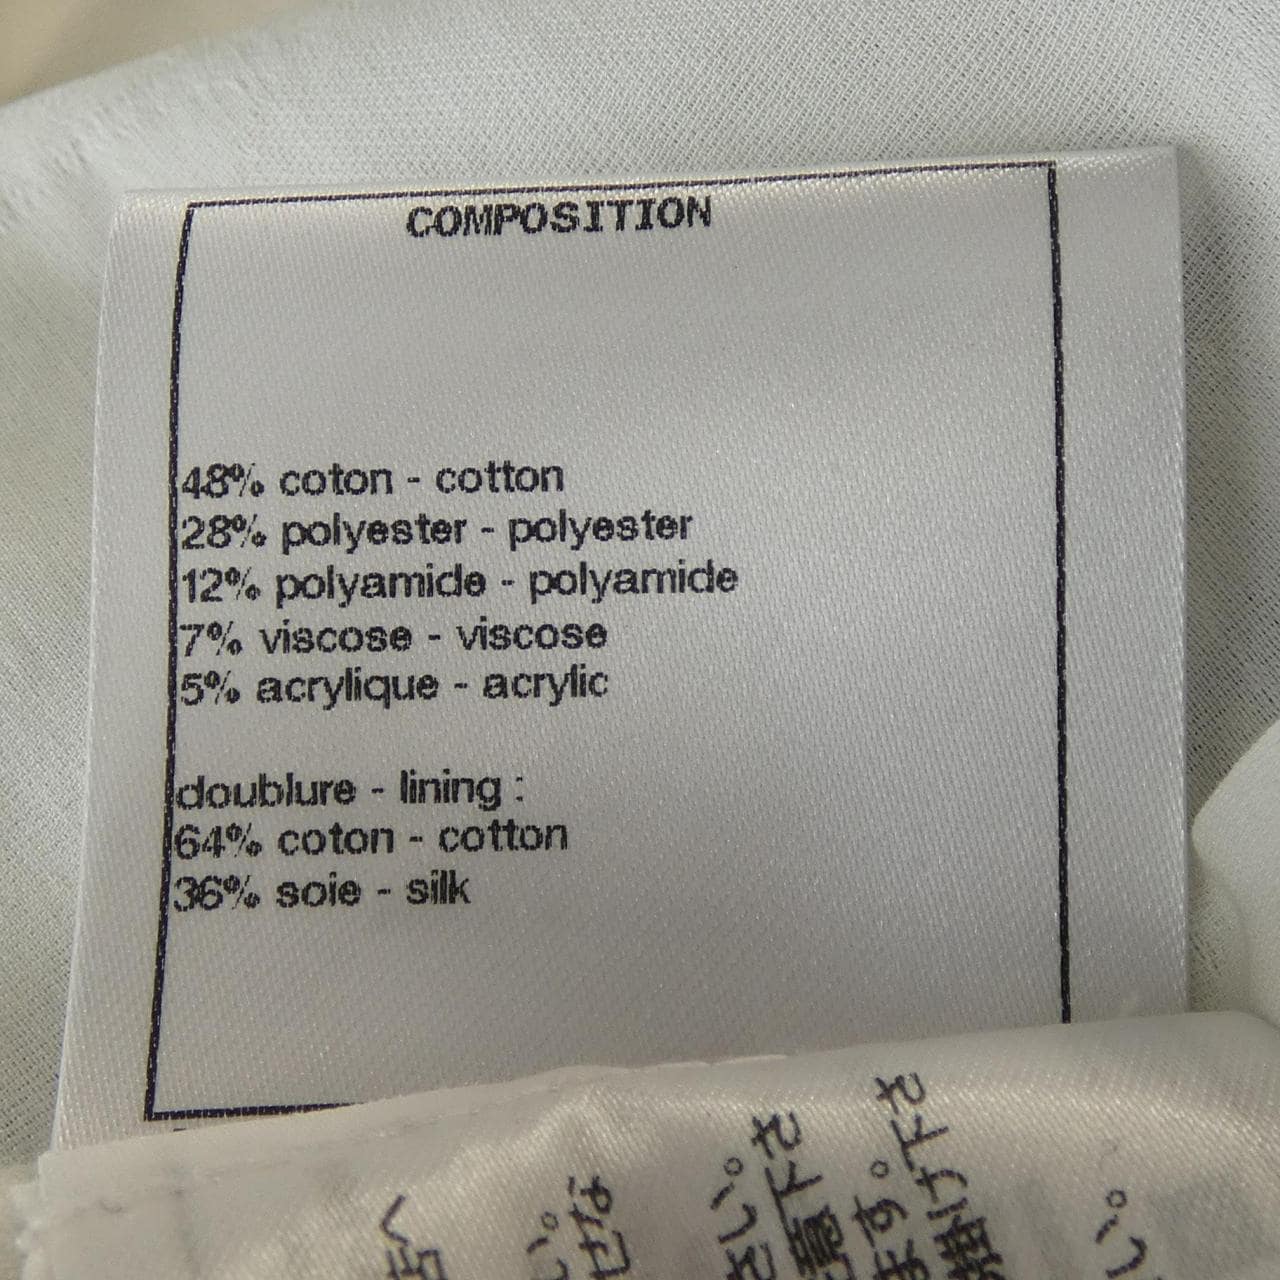 COMPOSITION
48% coton - cotton
28% polyester - polyester
12% polyamide - polyamide
7% viscose - viscose
5% acrylique - acrylic
doublure - lining :
64% coton - cotton
36% soie - silk